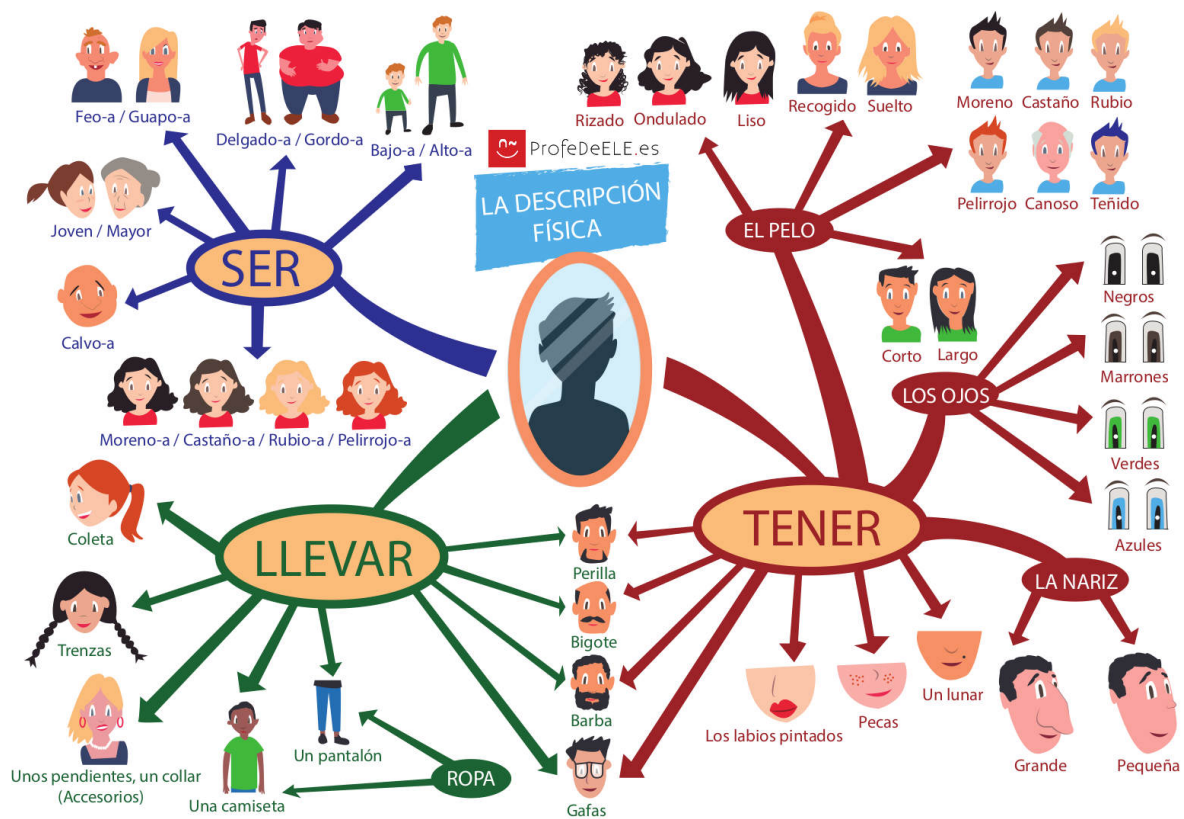 ñ ProfeDeELE.es
LA DESCRIPCIÓN
FÍSICA
SER
Feo-a / Guapo-a
Delgado-a / Gordo-a
Bajo-a / Alto-a
Joven / Mayor
Calvo-a
Moreno-a / Castaño-a / Rubio-a / Pelirrojo-a
LLEVAR
Coleta
Trenzas
Unos pendientes, un collar
(Accesorios)
Una camiseta
Un pantalón
ROPA
Perilla
Bigote
Barba
Gafas
TENER
EL PELO
Rizado
Ondulado
Liso
Recogido
Suelto
Moreno
Castaño
Rubio
Pelirrojo
Canoso
Teñido
Corto
Largo
LOS OJOS
Negros
Marrones
Verdes
Azules
LA NARIZ
Grande
Pequeña
Los labios pintados
Pecas
Un lunar